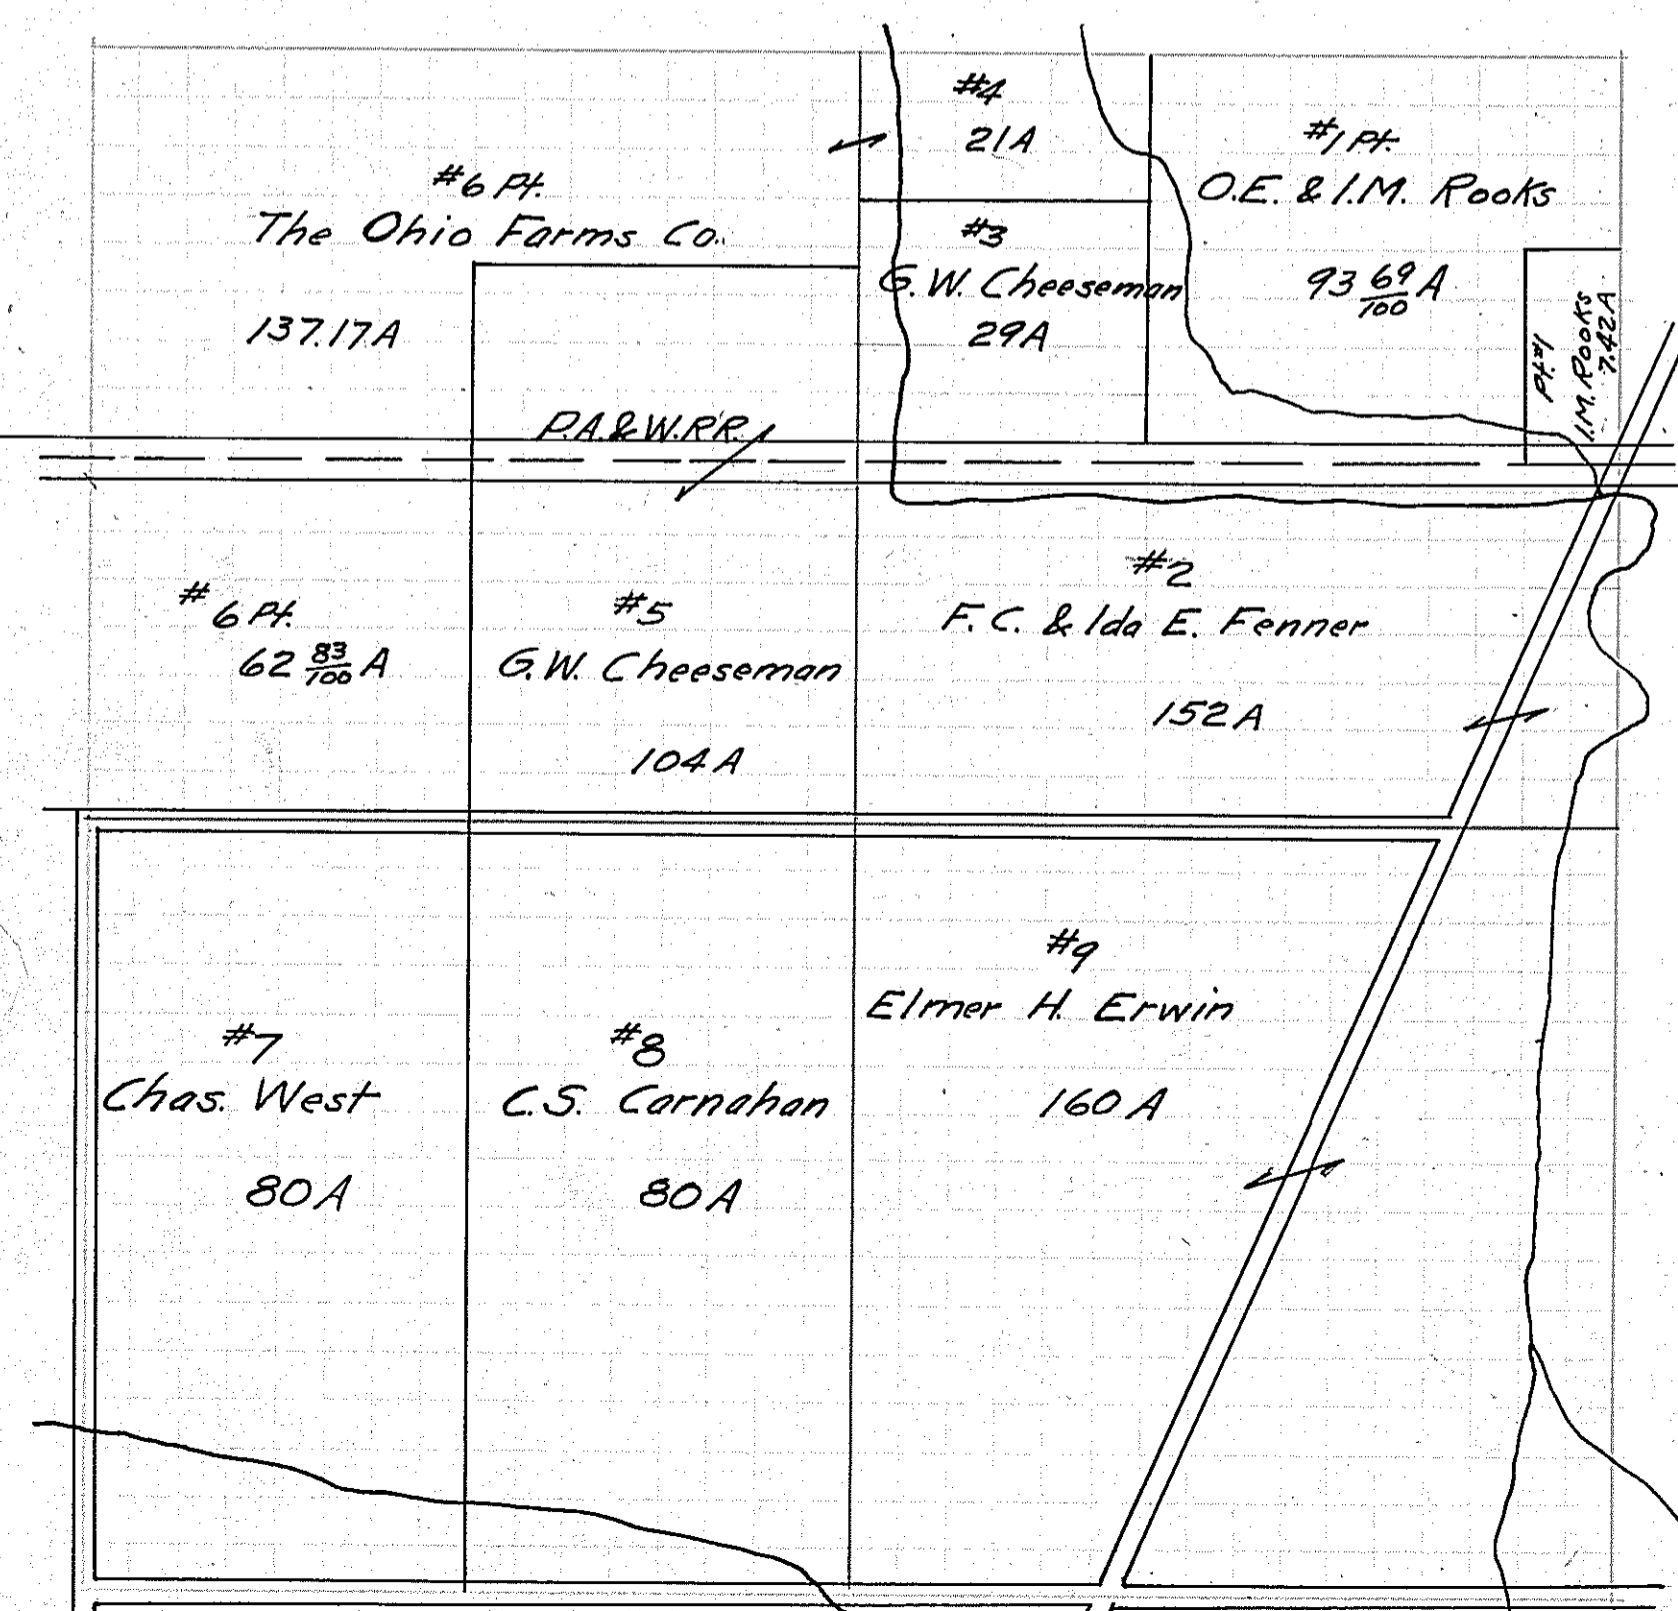 #6 Pt.
The Ohio Farms Co.
137.17A
#4
21A
#3
G.W. Cheeseman
29A
#1 Pt.
O.E. & I.M. Rooks
93 69/100 A
Pt#1
I.M. Rooks
7.42A
P.A.&W.R'R.
#6 Pt.
62 83/100 A
#5
G.W. Cheeseman
104A
#2
F.C. & Ida E. Fenner
152A
#7
Chas. West
80A
#8
C.S. Carnahan
80A
#9
Elmer H. Erwin
160A